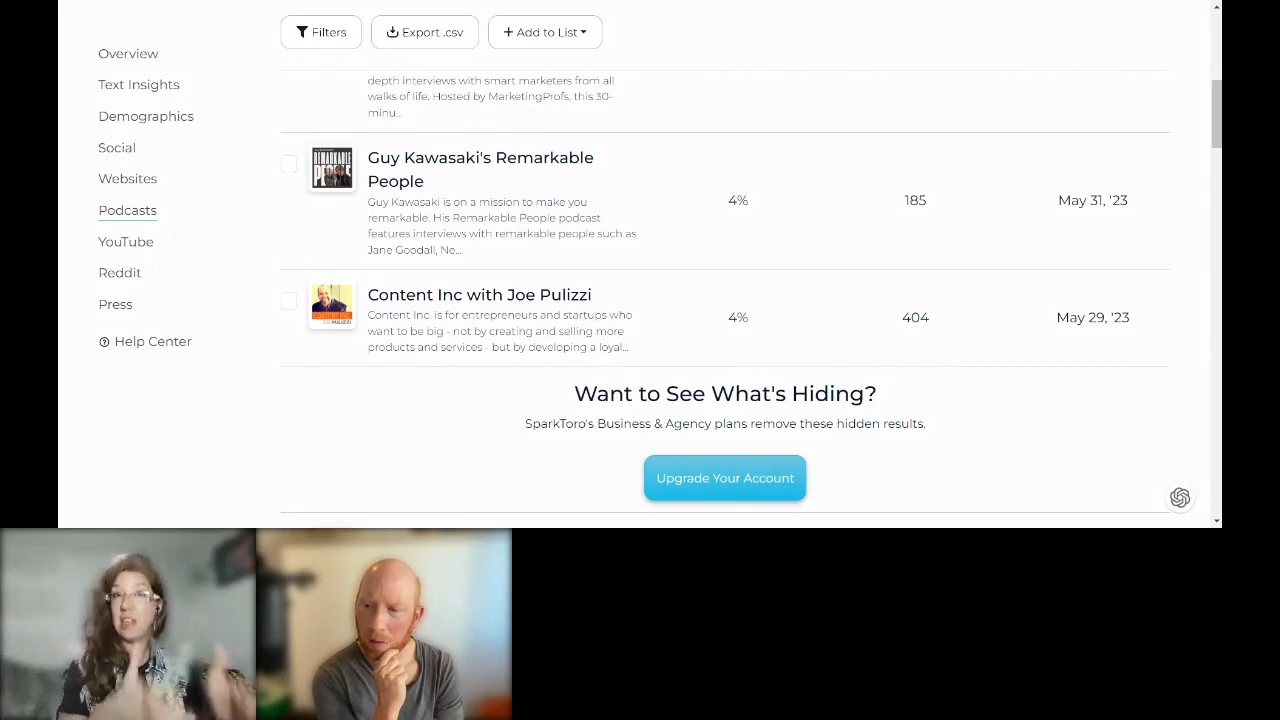 Filters
Export .csv
+ Add to List
Overview
Text Insights
Demographics
Social
Websites
Podcasts
YouTube
Reddit
Press
Help Center
depth interviews with smart marketers from all
walks of life. Hosted by MarketingProfs, this 30-
minu...
REMARKABLE
PEOPLE
Guy Kawasaki's Remarkable
People
Guy Kawasaki is on a mission to make you
remarkable. His Remarkable People podcast
features interviews with remarkable people such as
Jane Goodall, Ne...
4%
185
May 31, '23
CONTENT INC
JOE PULIZZI
Content Inc with Joe Pulizzi
Content Inc. is for entrepreneurs and startups who
want to be big - not by creating and selling more
products and services - but by developing a loyal...
4%
404
May 29, '23
Want to See What's Hiding?
SparkToro's Business & Agency plans remove these hidden results.
Upgrade Your Account